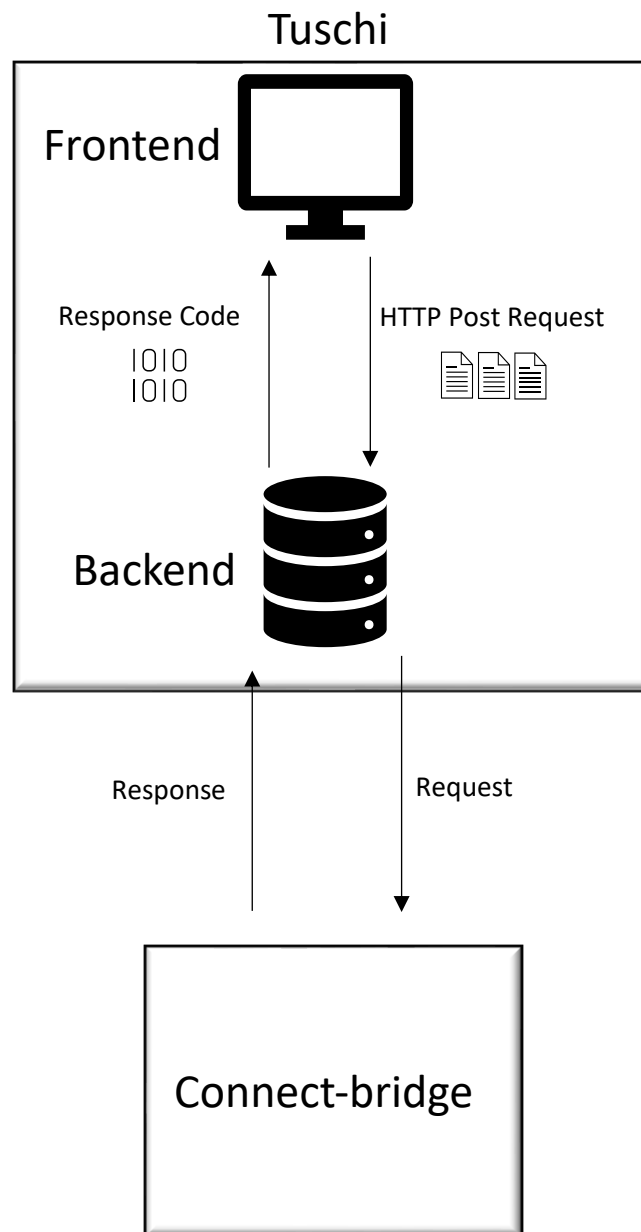 Tuschi
Frontend
Response Code
1010
1010
HTTP Post Request
Backend
Response
Request
Connect-bridge